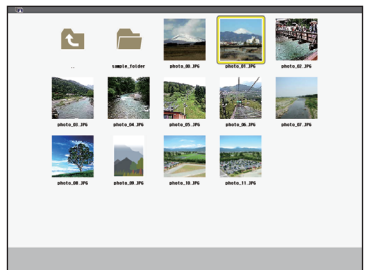 ..
sample_folder
photo_00.JPG
photo_01.JPG
photo_02.JPG
photo_03.JPG
photo_04.JPG
photo_05.JPG
photo_06.JPG
photo_07.JPG
photo_08.JPG
photo_09.JPG
photo_10.JPG
photo_11.JPG